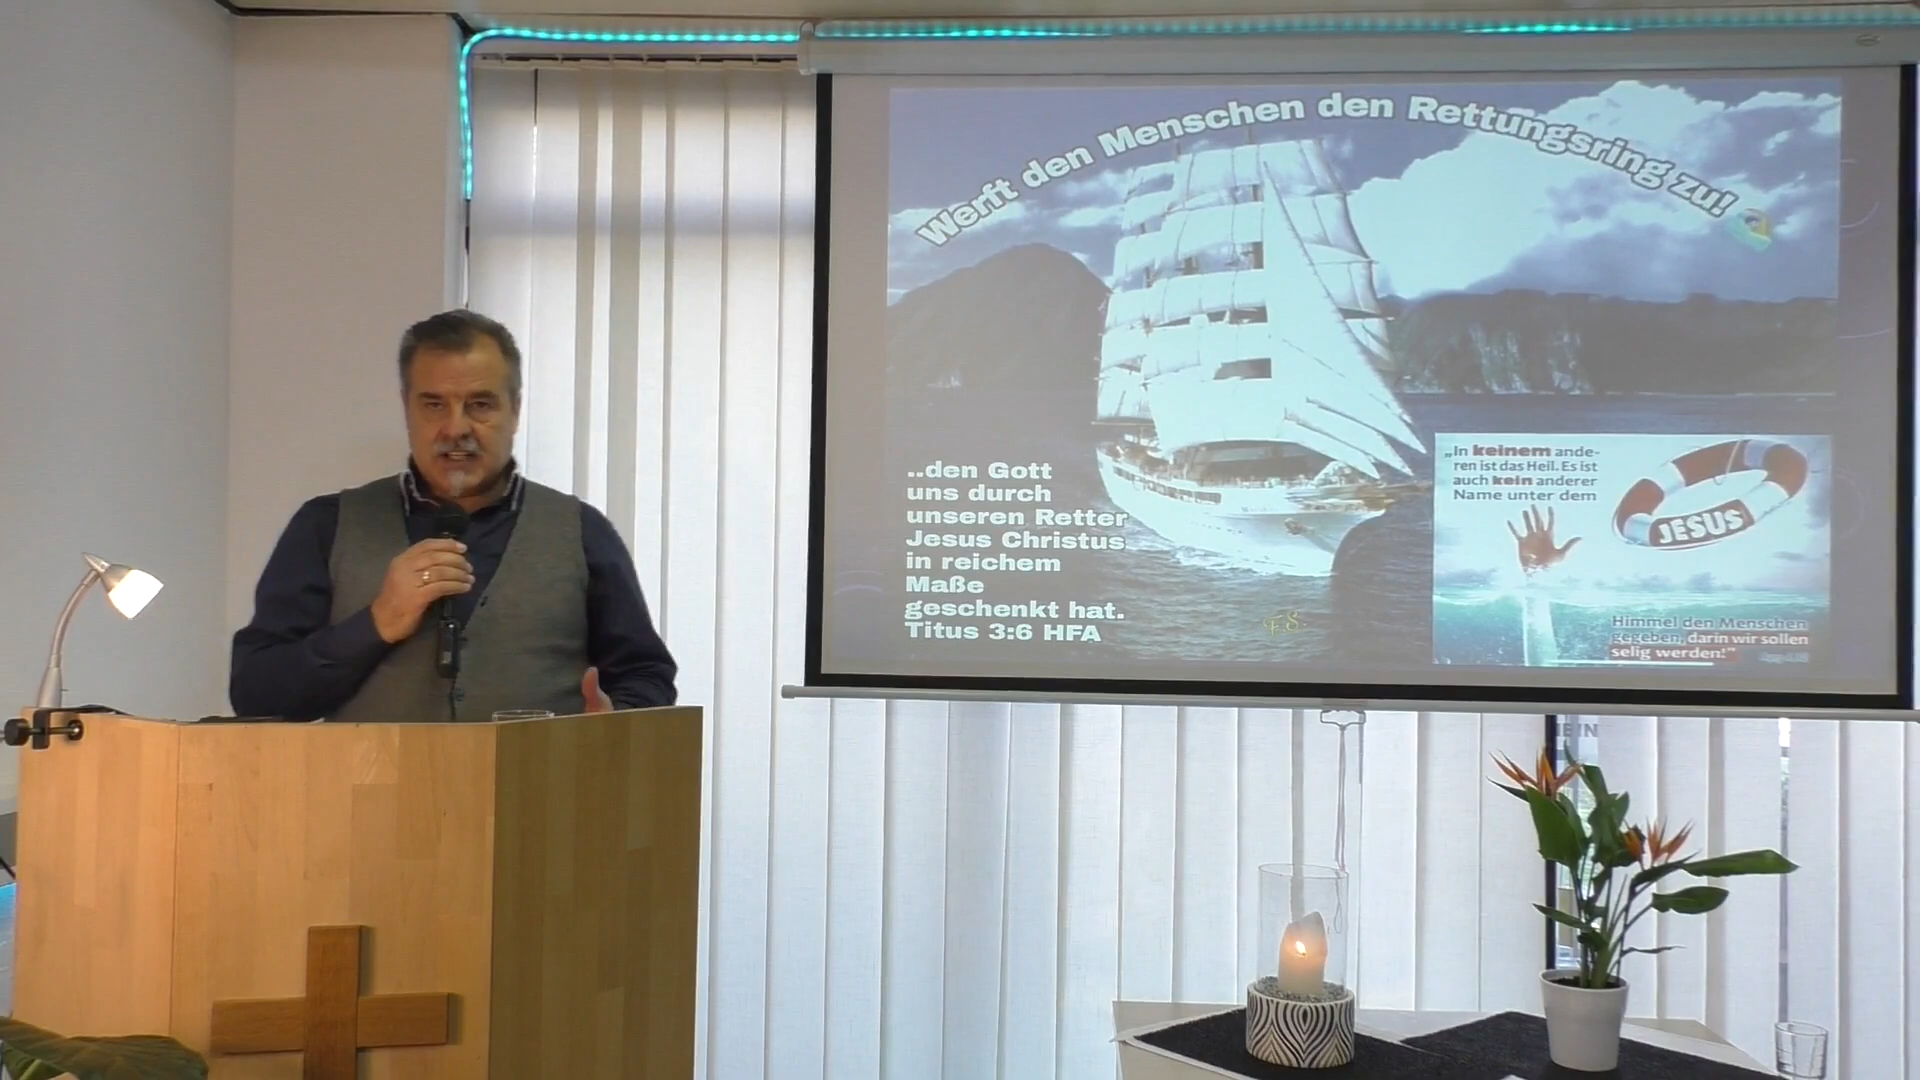 Werft den Menschen den Rettungsring zu!
..den Gott
uns durch
unseren Retter
Jesus Christus
in reichem
Maße
geschenkt hat.
Titus 3:6 HFA
„In keinem ande-
ren ist das Heil. Es ist
auch kein anderer
Name unter dem
JESUS
Himmel den Menschen
gegeben, darin wir sollen
selig werden!"